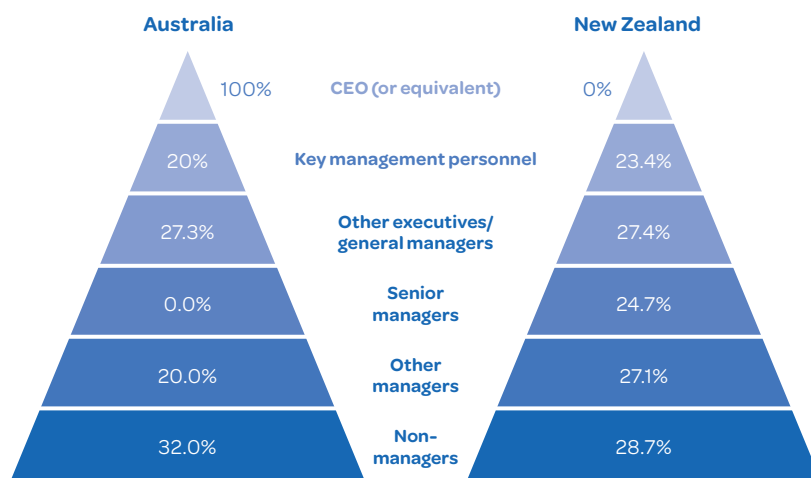 Australia
New Zealand
100%
CEO (or equivalent)
0%
20%
Key management personnel
23.4%
27.3%
Other executives/
general managers
27.4%
0.0%
Senior
managers
24.7%
20.0%
Other
managers
27.1%
32.0%
Non-
managers
28.7%